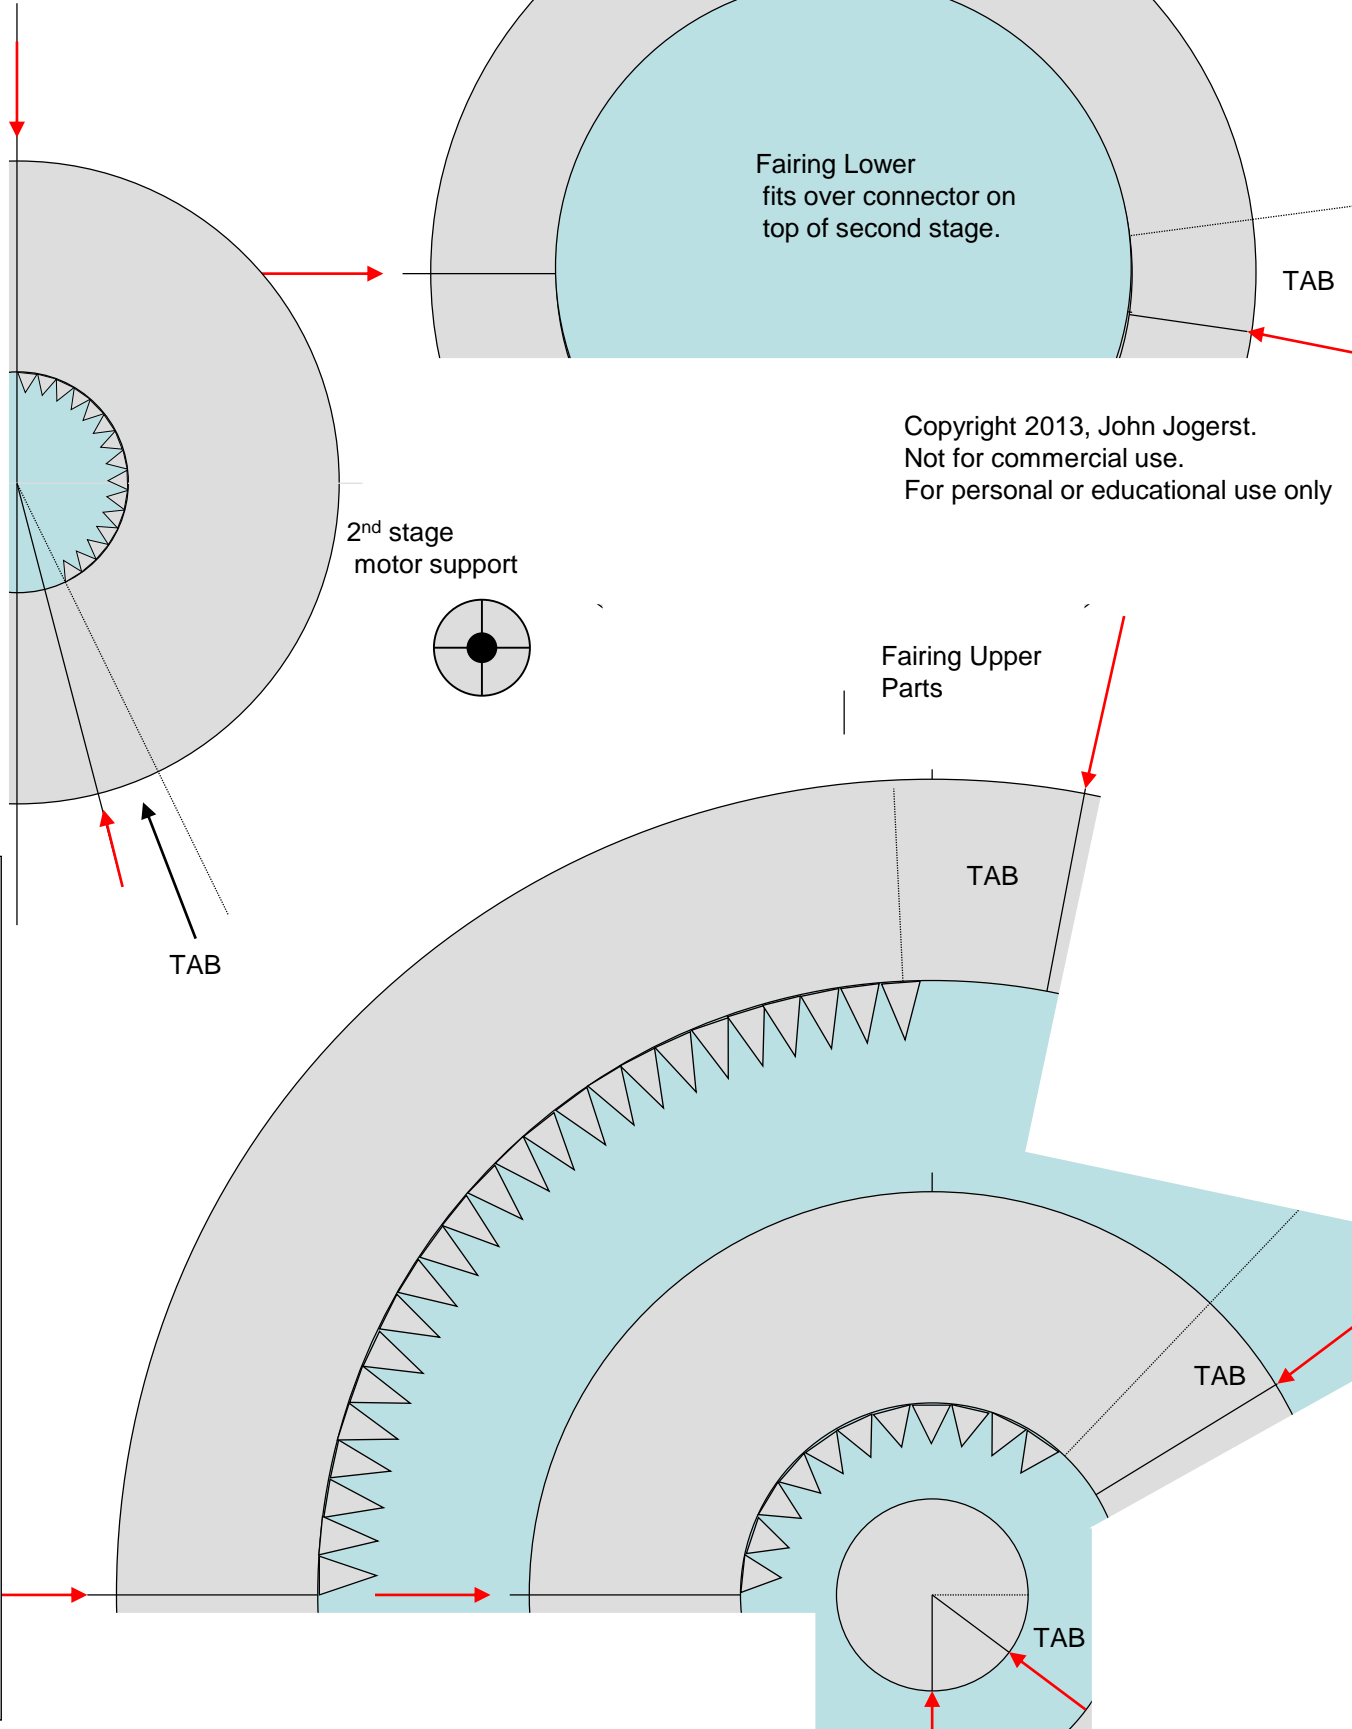 Fairing Lower
fits over connector on
top of second stage.
TAB
Copyright 2013, John Jogerst.
Not for commercial use.
For personal or educational use only
2nd stage
motor support
Fairing Upper
Parts
TAB
TAB
TAB
TAB